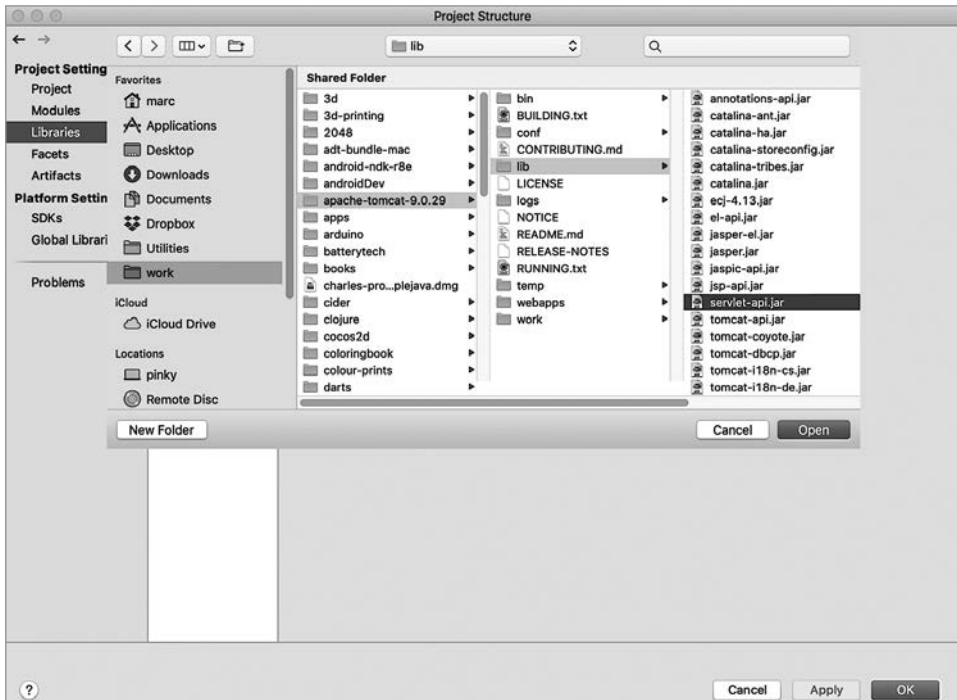 Project Structure
lib
Project Setting
Project
Modules
Libraries
Facets
Artifacts
Platform Settin
SDKs
Global Librari
Problems
Favorites
marc
Applications
Desktop
Downloads
Documents
Dropbox
Utilities
work
iCloud
iCloud Drive
Locations
pinky
Remote Disc
Shared Folder
3d
3d-printing
2048
adt-bundle-mac
android-ndk-r8e
androidDev
apache-tomcat-9.0.29
apps
arduino
batterytech
books
charles-pro...plejava.dmg
cider
clojure
cocos2d
coloringbook
colour-prints
darts
bin
BUILDING.txt
conf
CONTRIBUTING.md
lib
LICENSE
logs
NOTICE
README.md
RELEASE-NOTES
RUNNING.txt
temp
webapps
work
annotations-api.jar
catalina-ant.jar
catalina-ha.jar
catalina-storeconfig.jar
catalina-tribes.jar
catalina.jar
ecj-4.13.jar
el-api.jar
jasper-el.jar
jasper.jar
jaspic-api.jar
jsp-api.jar
servlet-api.jar
tomcat-api.jar
tomcat-coyote.jar
tomcat-dbcp.jar
tomcat-i18n-cs.jar
tomcat-i18n-de.jar
New Folder
Cancel
Open
?
Cancel
Apply
OK